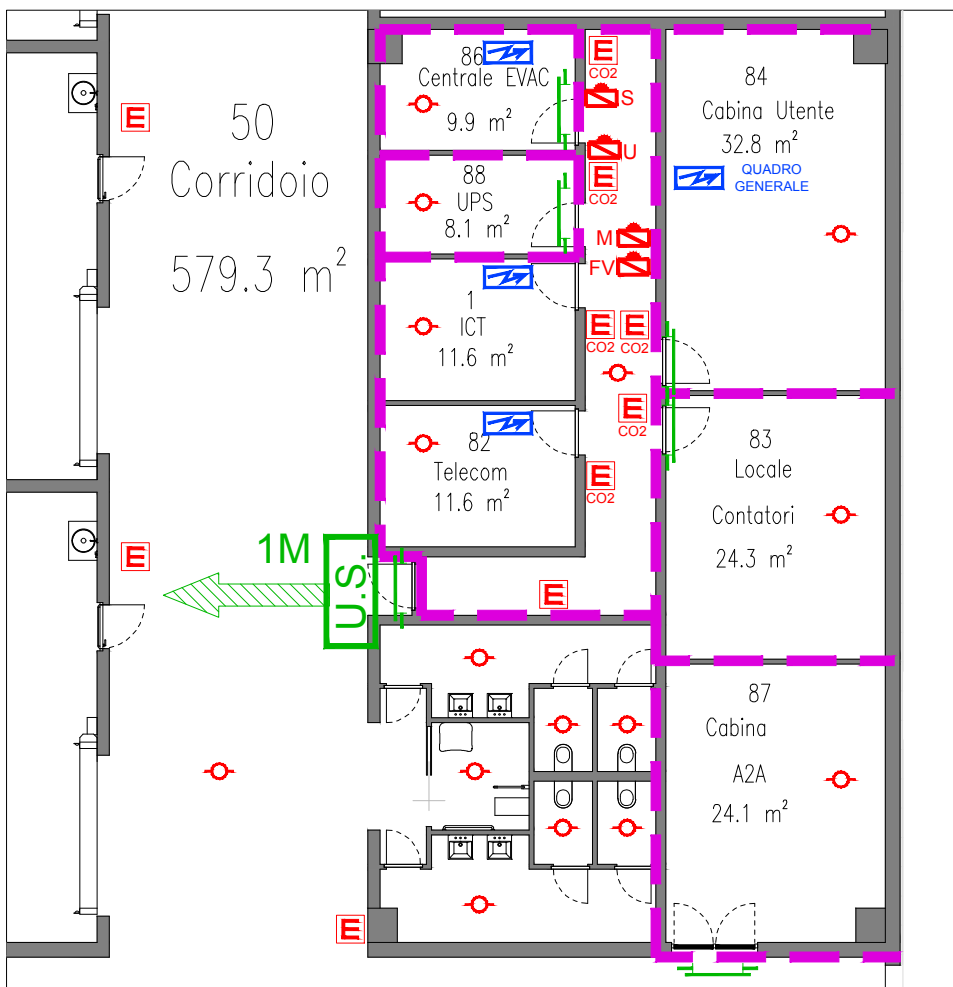 86
Centrale EVAC
9.9 m²
E
CO2
S
U
E
CO2
84
Cabina Utente
32.8 m²
QUADRO
GENERALE
E
50
Corridoio
579.3 m²
88
UPS
8.1 m²
M
FV
1
ICT
11.6 m²
E
CO2
E
CO2
E
CO2
82
Telecom
11.6 m²
E
CO2
83
Locale
Contatori
24.3 m²
E
1M
U.S.
E
87
Cabina
A2A
24.1 m²
E